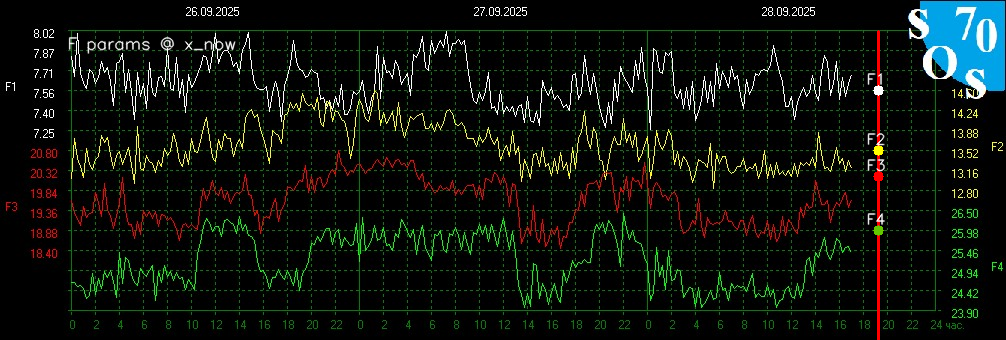 26.09.2025 27.09.2025 28.09.2025
F params @ x_now
SOS 70
8.02
7.87
7.71
7.56
7.40
7.25
F1
20.80
20.32
19.84
19.36
18.88
18.40
F3
F1
F2
F3
F4
14.24
13.88
13.52
13.16
12.80
F2
26.50
25.98
25.46
24.94
24.42
23.90
F4
0 2 4 6 8 10 12 14 16 18 20 22 0 2 4 6 8 10 12 14 16 18 20 22 0 2 4 6 8 10 12 14 16 18 20 22 24 час.